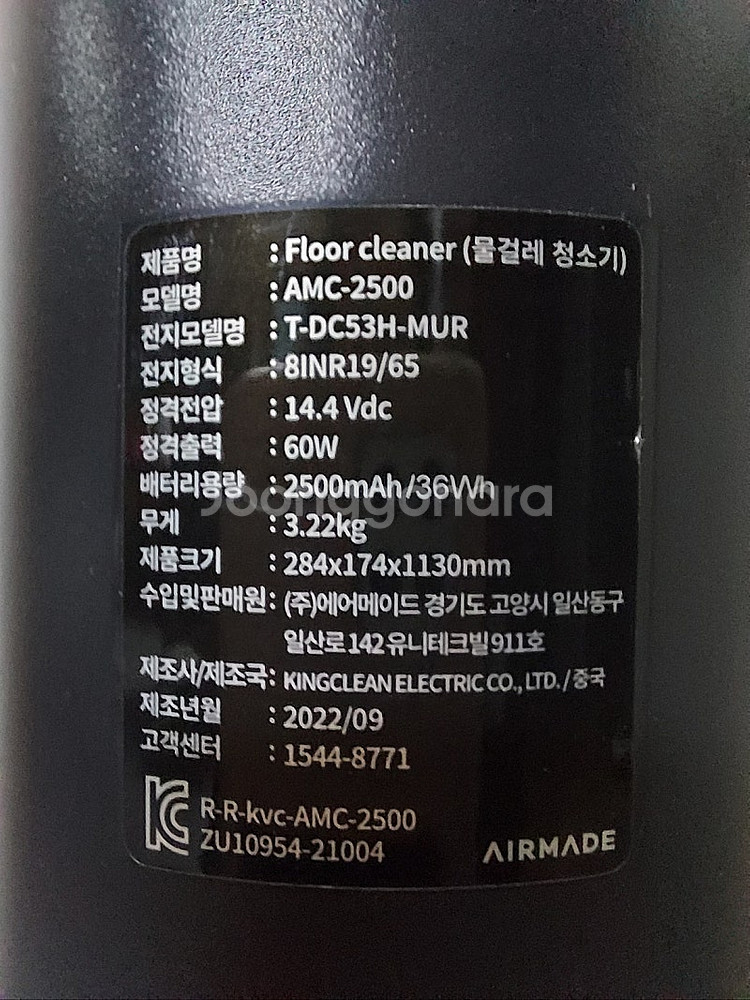 제품명 : Floor cleaner (물걸레 청소기)
모델명 : AMC-2500
전지모델명 : T-DC53H-MUR
전지형식 : 8INR19/65
정격전압 : 14.4 Vdc
정격출력 : 60W
배터리용량 : 2500mAh/36Wh
Joonggonara
무게 : 3.22kg
제품크기 : 284x174x1130mm
수입및판매원 : (주)에어메이드 경기도 고양시 일산동구
일산로142 유니테크빌 911호
제조사/제조국 : KINGCLEAN ELECTRIC CO., LTD. / 중국
제조년월 : 2022/09
고객센터 : 1544-8771
R-R-kvc-AMC-2500
ZU10954-21004
AIRMADE